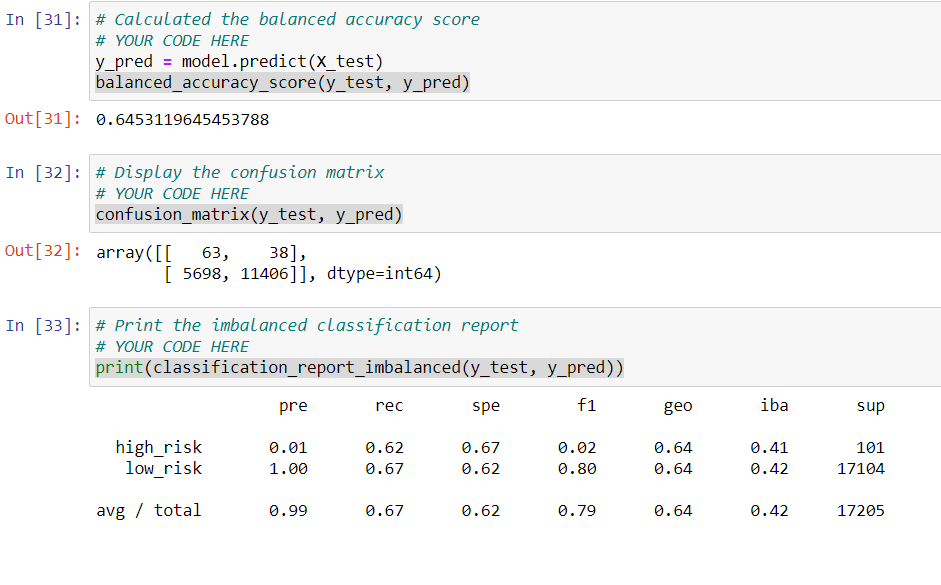 In [31]: # Calculated the balanced accuracy score
# YOUR CODE HERE
y_pred = model.predict(X_test)
balanced_accuracy_score(y_test, y_pred)
Out[31]: 0.6453119645453788
In [32]: # Display the confusion matrix
# YOUR CODE HERE
confusion_matrix(y_test, y_pred)
Out[32]: array([[   63,    38],
       [ 5698, 11406]], dtype=int64)
In [33]: # Print the imbalanced classification report
# YOUR CODE HERE
print(classification_report_imbalanced(y_test, y_pred))
pre rec spe f1 geo iba sup
high_risk 0.01 0.62 0.67 0.02 0.64 0.41 101
low_risk 1.00 0.67 0.62 0.80 0.64 0.42 17104
avg / total 0.99 0.67 0.62 0.79 0.64 0.42 17205